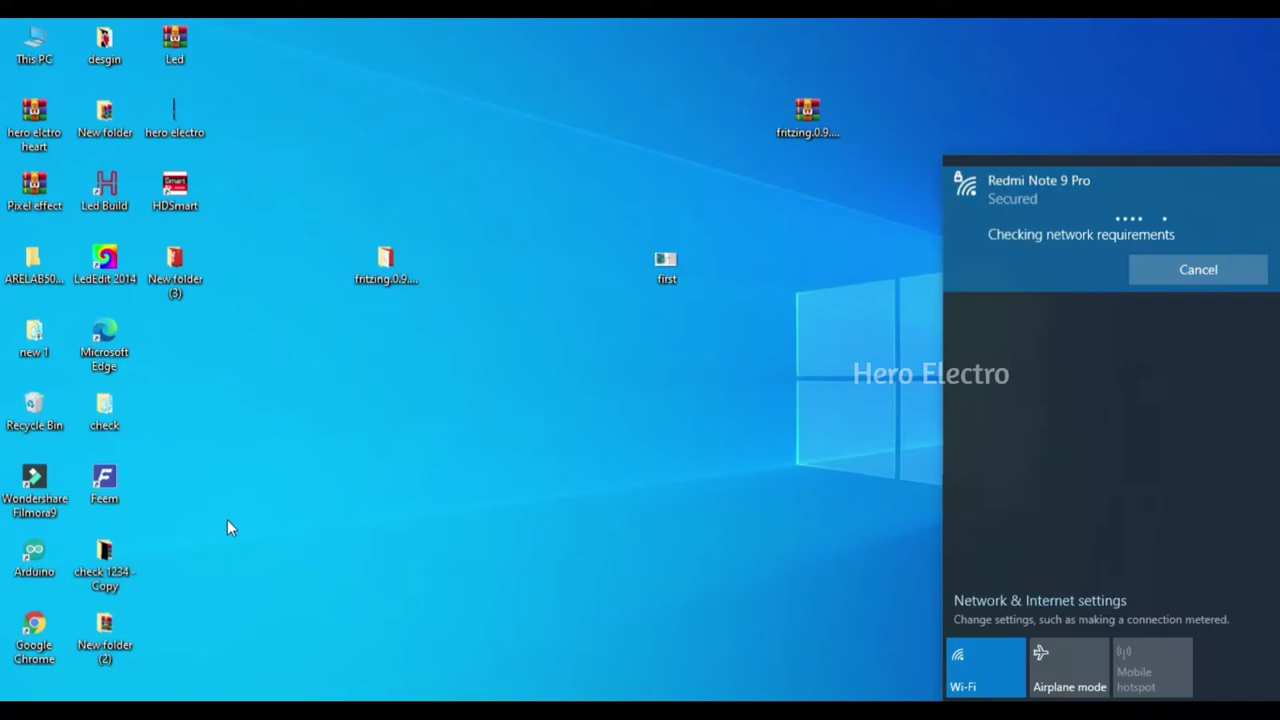 This PC
desgin
Led
hero elctro
heart
New folder
hero electro
fritzing.0.9....
Pixel effect
Led Build
Smart
HDSmart
ARELAB50...
LedEdit 2014
New folder
(3)
fritzing.0.9....
first
new 1
Microsoft
Edge
Recycle Bin
check
Wondershare
Filmora9
Feem
Arduino
check 1234 -
Copy
Google
Chrome
New folder
(2)
Redmi Note 9 Pro
Secured
Checking network requirements
Cancel
Hero Electro
Network & Internet settings
Change settings, such as making a connection metered.
Wi-Fi
Airplane mode
Mobile
hotspot